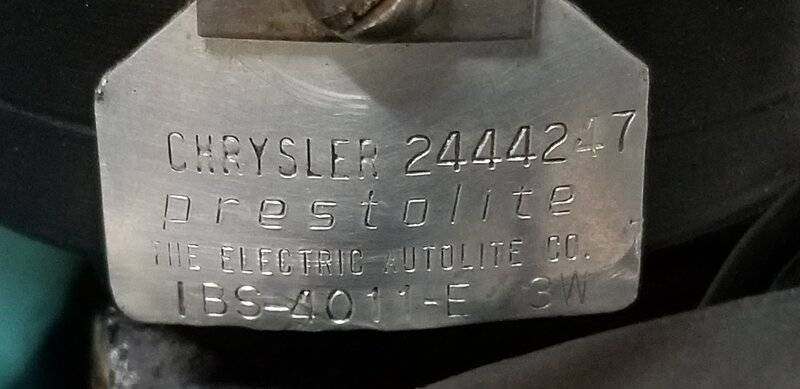 CHRYSLER 2444247
prestolite
THE ELECTRIC AUTOLITE CO.
IBS-4011-E 3W